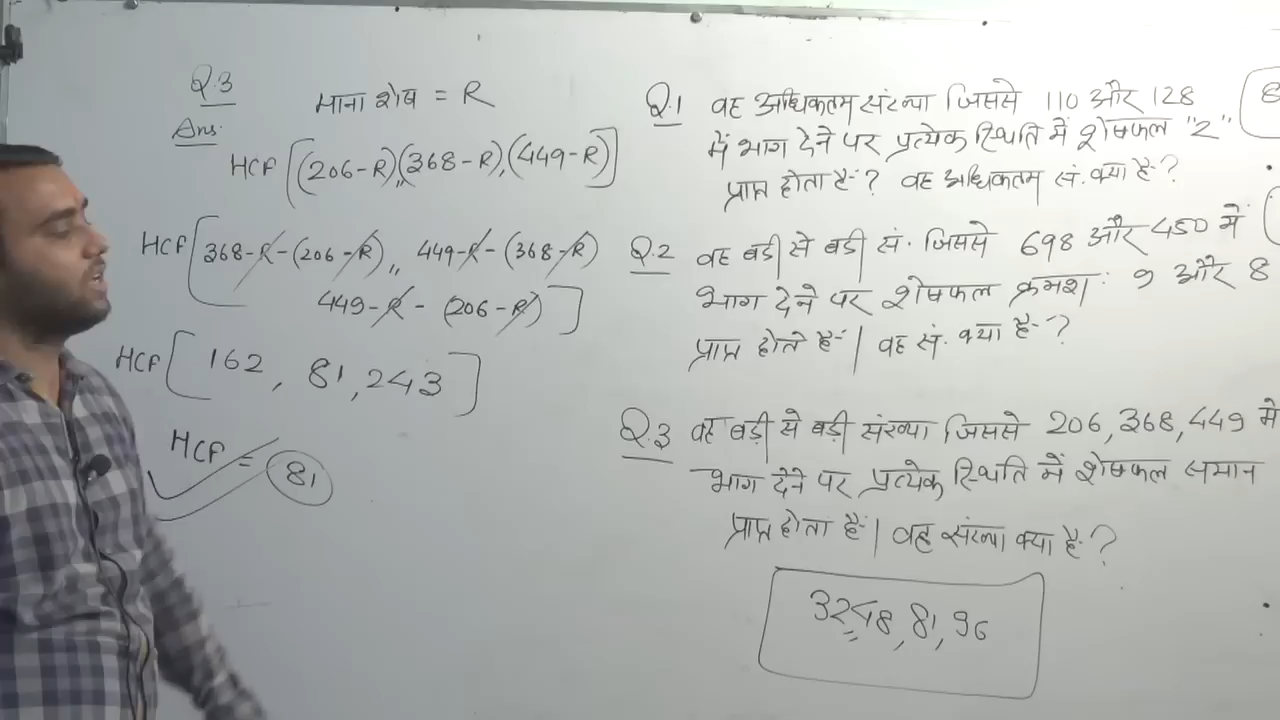 Q.3
माना शेष = R
Ans:
HCF [(206-R),,(368-R),(449-R)]
HCF [368-R-(206-R),, 449-R-(368-R)
449-R - (206-R)]
HCF [162, 81, 243]
HCF = 81
Q.1 वह अधिकतम संख्या जिससे 110 और 128
में भाग देने पर प्रत्येक स्थिति में शेषफल "2"
प्राप्त होता है? वह अधिकतम सं. क्या है?
Q.2 वह बडी से बडी सं. जिससे 698 और 450 में
भाग देने पर शेषफल क्रमश: 9 और 8
प्राप्त होते हैं| वह सं. क्या है?
Q.3 वह बड़ी से बड़ी संख्या जिससे 206, 368, 449 मे
भाग देने पर प्रत्येक स्थिति में शेषफल समान
प्राप्त होता है| वह संख्या क्या है?
81, 96